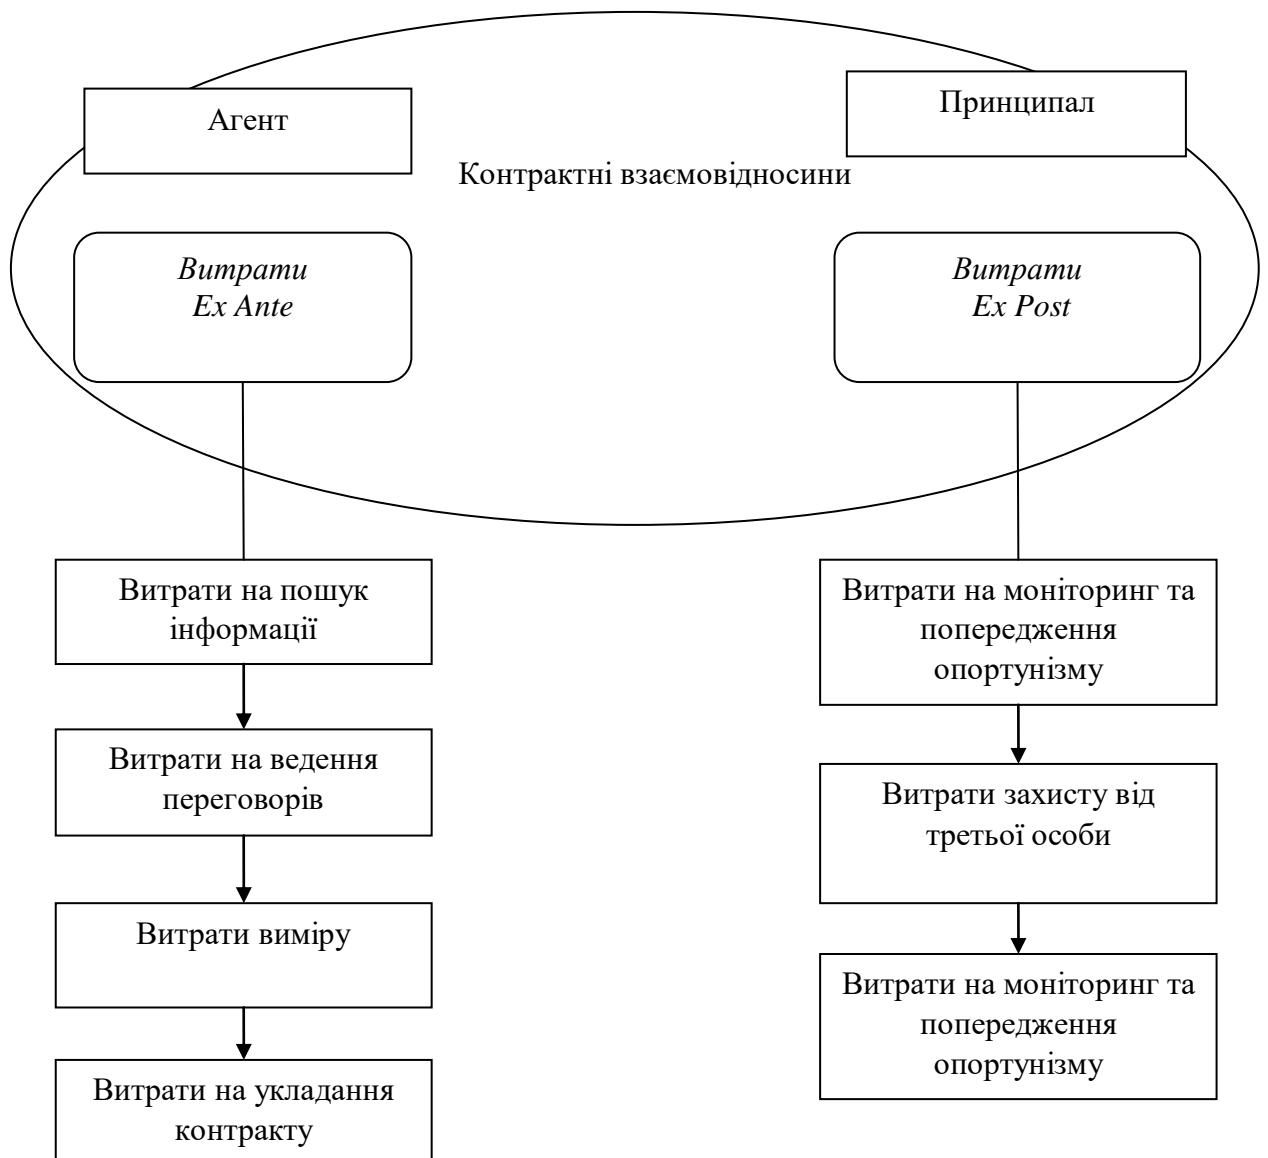 Агент
Принципал
Контрактні взаємовідносини
Витрати
Ex Ante
Витрати
Ex Post
Витрати на пошук
інформації
Витрати на ведення
переговорів
Витрати виміру
Витрати на укладання
контракту
Витрати на моніторинг та
попередження
опортунізму
Витрати захисту від
третьої особи
Витрати на моніторинг та
попередження
опортунізму